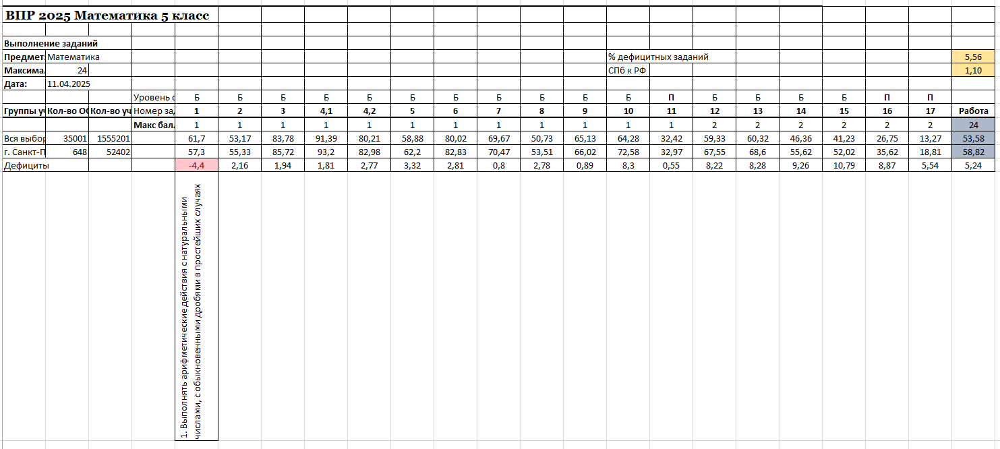 ВПР 2025 Математика 5 класс
Выполнение заданий
Предмет: Математика % дефицитных заданий 5,56
Максимал 24 СПб к РФ 1,10
Дата: 11.04.2025
Уровень с Б Б Б Б Б Б Б Б Б Б Б П Б Б Б Б П П
Группы уч Кол-во ОО Кол-во уч Номер зад 1 2 3 4,1 4,2 5 6 7 8 9 10 11 12 13 14 15 16 17 Работа
Макс балл 1 1 1 1 1 1 1 1 1 1 1 1 2 2 2 2 2 2 24
Вся выбор 35001 1555201 61,7 53,17 83,78 91,39 80,21 58,88 80,02 69,67 50,73 65,13 64,28 32,42 59,33 60,32 46,36 41,23 26,75 13,27 53,58
г. Санкт-П 648 52402 57,3 55,33 85,72 93,2 82,98 62,2 82,83 70,47 53,51 66,02 72,58 32,97 67,55 68,6 55,62 52,02 35,62 18,81 58,82
Дефициты -4,4 2,16 1,94 1,81 2,77 3,32 2,81 0,8 2,78 0,89 8,3 0,55 8,22 8,28 9,26 10,79 8,87 5,54 5,24
1. Выполнять арифметические действия с натуральными
числами, с обыкновенными дробями в простейших случаях